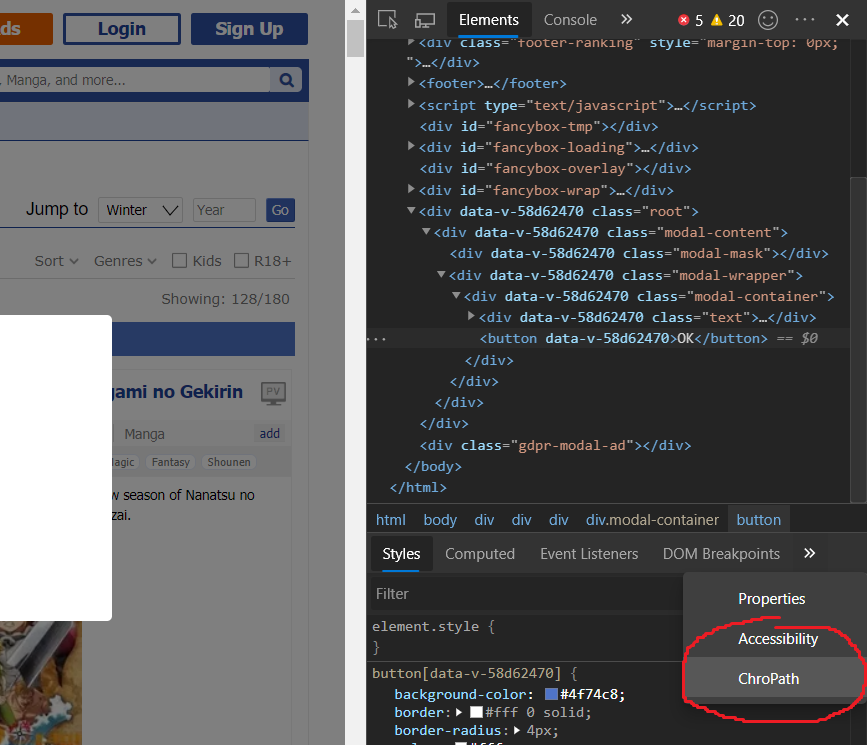 ds Login Sign Up
, Manga, and more...
Jump to Winter Year Go
Sort Genres Kids R18+
Showing: 128/180
gami no Gekirin PV
Manga add
Magic Fantasy Shounen
w season of Nanatsu no
zai.
Elements Console » 5 20
<div class="footer-ranking" style="margin-top: 0px;
">…</div>
<footer>…</footer>
<script type="text/javascript">…</script>
<div id="fancybox-tmp"></div>
<div id="fancybox-loading">…</div>
<div id="fancybox-overlay"></div>
<div id="fancybox-wrap">…</div>
<div data-v-58d62470 class="root">
<div data-v-58d62470 class="modal-content">
<div data-v-58d62470 class="modal-mask"></div>
<div data-v-58d62470 class="modal-wrapper">
<div data-v-58d62470 class="modal-container">
<div data-v-58d62470 class="text">…</div>
<button data-v-58d62470>OK</button> == $0
</div>
</div>
</div>
</div>
<div class="gdpr-modal-ad"></div>
</body>
</html>
html body div div div div.modal-container button
Styles Computed Event Listeners DOM Breakpoints »
Filter
Properties
Accessibility
ChroPath
element.style {
}
button[data-v-58d62470] {
background-color: #4f74c8;
border: #fff 0 solid;
border-radius: 4px;